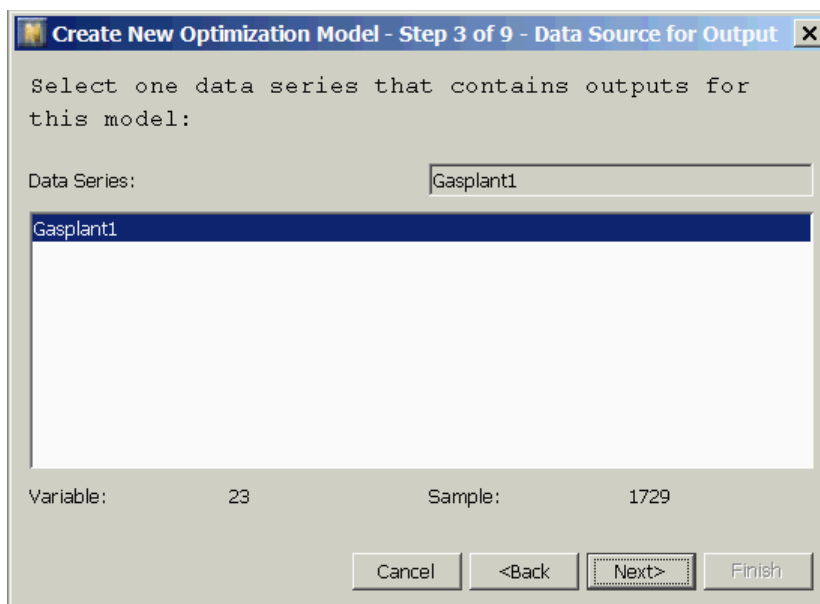 Create New Optimization Model - Step 3 of 9 - Data Source for Output
Select one data series that contains outputs for
this model:
Data Series: Gasplant1
Gasplant1
Variable: 23 Sample: 1729
Cancel <Back Next> Finish